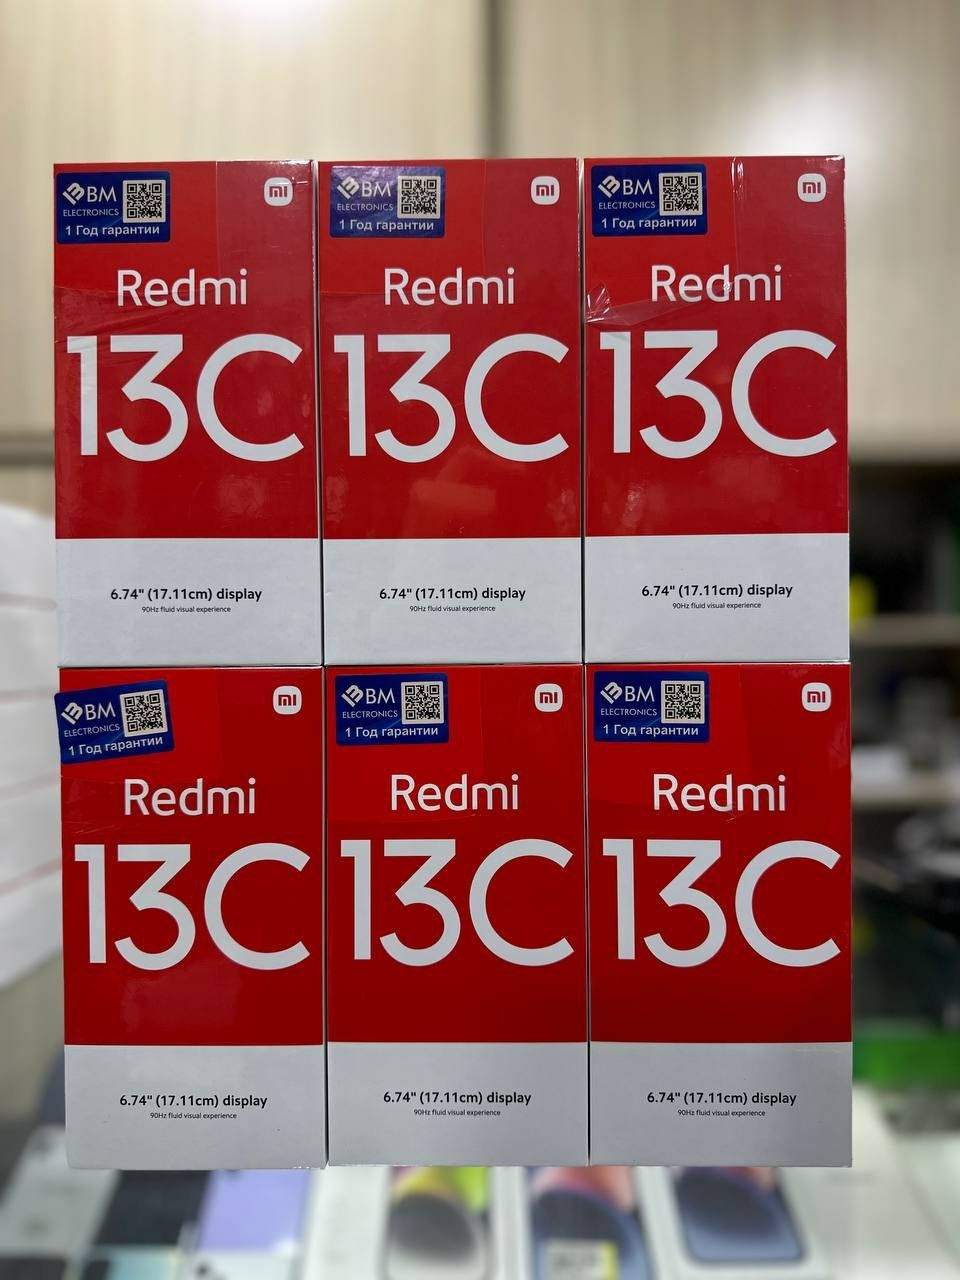 BM
ELECTRONICS
1 Год гарантии
mi
Redmi
13C
6.74" (17.11cm) display
90Hz fluid visual experience
BM
ELECTRONICS
1 Год гарантии
mi
Redmi
13C
6.74" (17.11cm) display
90Hz fluid visual experience
BM
ELECTRONICS
1 Год гарантии
mi
Redmi
13C
6.74" (17.11cm) display
90Hz fluid visual experience
BM
ELECTRONICS
1 Год гарантии
mi
Redmi
13C
6.74" (17.11cm) display
90Hz fluid visual experience
BM
ELECTRONICS
1 Год гарантии
mi
Redmi
13C
6.74" (17.11cm) display
90Hz fluid visual experience
BM
ELECTRONICS
1 Год гарантии
mi
Redmi
13C
6.74" (17.11cm) display
90Hz fluid visual experience